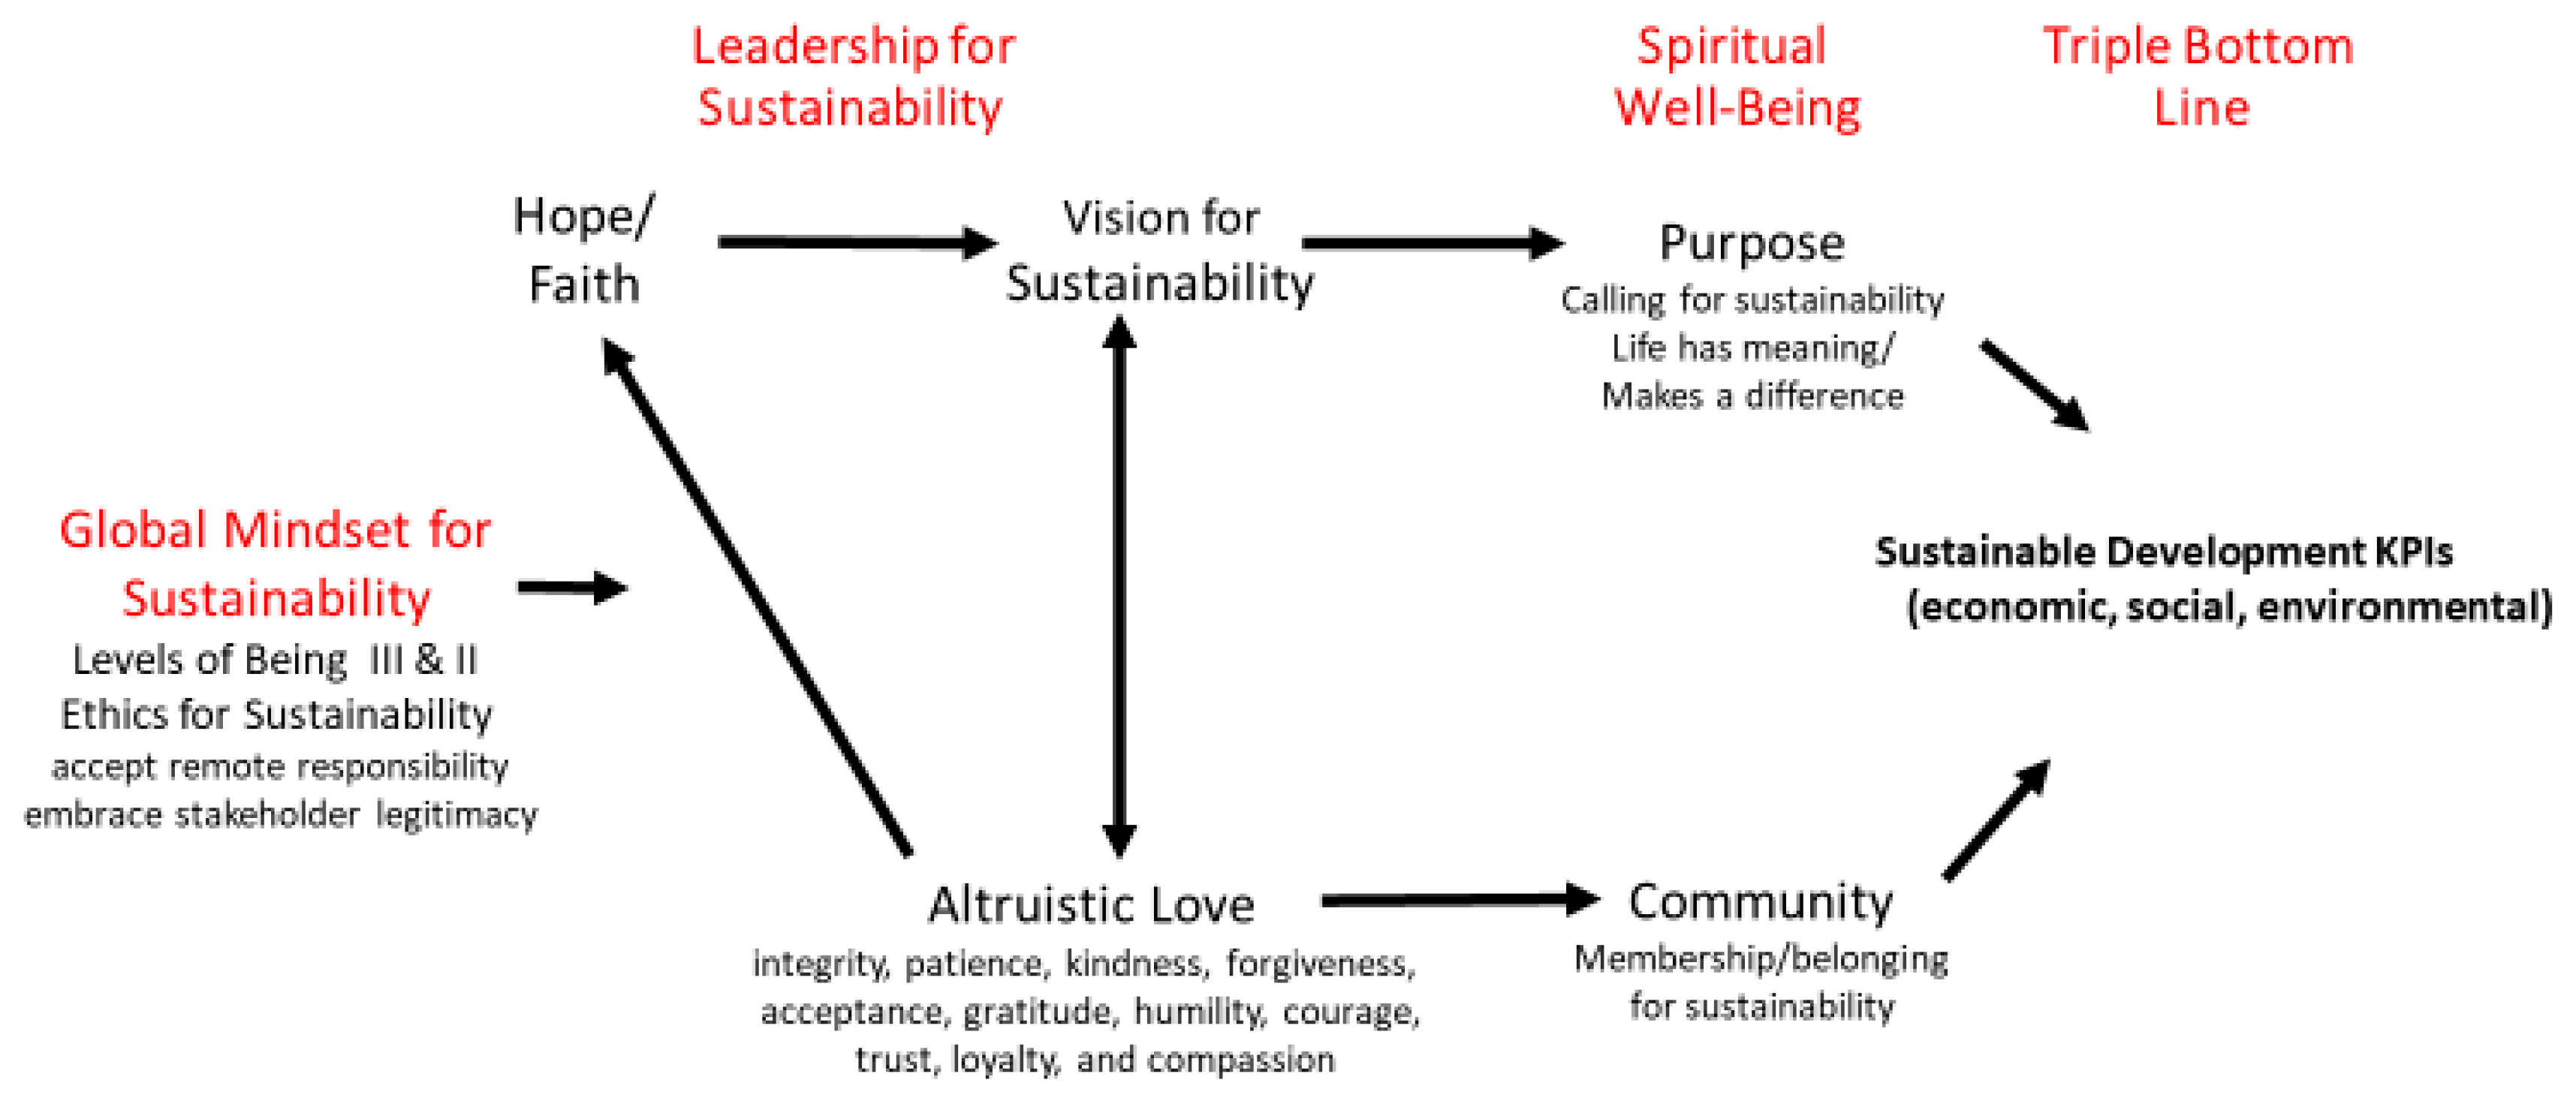 Leadership for
Sustainability
Spiritual
Well-Being
Triple Bottom
Line
Hope/
Faith
Vision for
Sustainability
Purpose
Calling for sustainability
Life has meaning/
Makes a difference
Global Mindset for
Sustainability
Levels of Being III & II
Ethics for Sustainability
accept remote responsibility
embrace stakeholder legitimacy
Sustainable Development KPIs
(economic, social, environmental)
Altruistic Love
integrity, patience, kindness, forgiveness,
acceptance, gratitude, humility, courage,
trust, loyalty, and compassion
Community
Membership/belonging
for sustainability